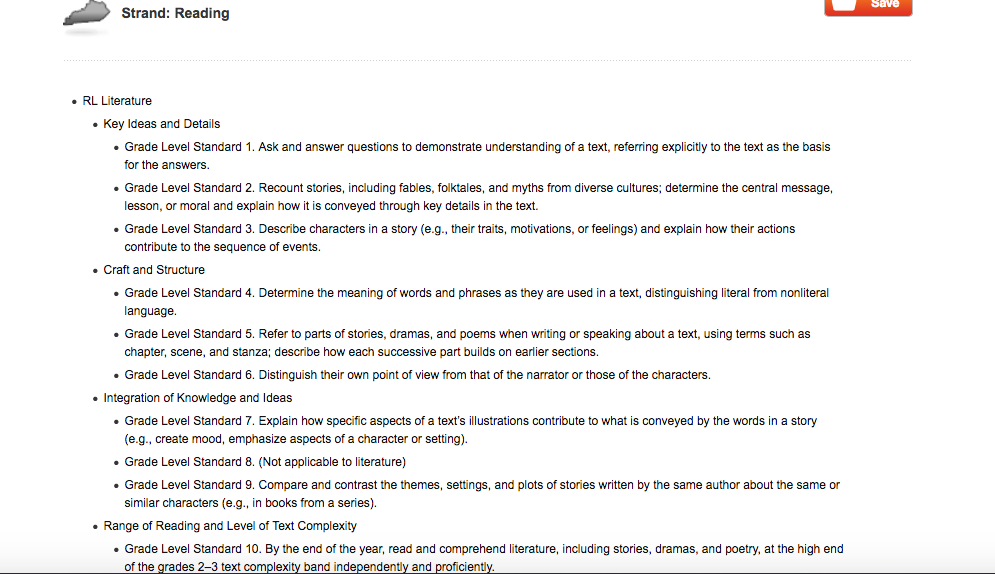 Strand: Reading
Save
RL Literature
Key Ideas and Details
Grade Level Standard 1. Ask and answer questions to demonstrate understanding of a text, referring explicitly to the text as the basis
for the answers.
Grade Level Standard 2. Recount stories, including fables, folktales, and myths from diverse cultures; determine the central message,
lesson, or moral and explain how it is conveyed through key details in the text.
Grade Level Standard 3. Describe characters in a story (e.g., their traits, motivations, or feelings) and explain how their actions
contribute to the sequence of events.
Craft and Structure
Grade Level Standard 4. Determine the meaning of words and phrases as they are used in a text, distinguishing literal from nonliteral
language.
Grade Level Standard 5. Refer to parts of stories, dramas, and poems when writing or speaking about a text, using terms such as
chapter, scene, and stanza; describe how each successive part builds on earlier sections.
Grade Level Standard 6. Distinguish their own point of view from that of the narrator or those of the characters.
Integration of Knowledge and Ideas
Grade Level Standard 7. Explain how specific aspects of a text's illustrations contribute to what is conveyed by the words in a story
(e.g., create mood, emphasize aspects of a character or setting).
Grade Level Standard 8. (Not applicable to literature)
Grade Level Standard 9. Compare and contrast the themes, settings, and plots of stories written by the same author about the same or
similar characters (e.g., in books from a series).
Range of Reading and Level of Text Complexity
Grade Level Standard 10. By the end of the year, read and comprehend literature, including stories, dramas, and poetry, at the high end
of the grades 2–3 text complexity band independently and proficiently.